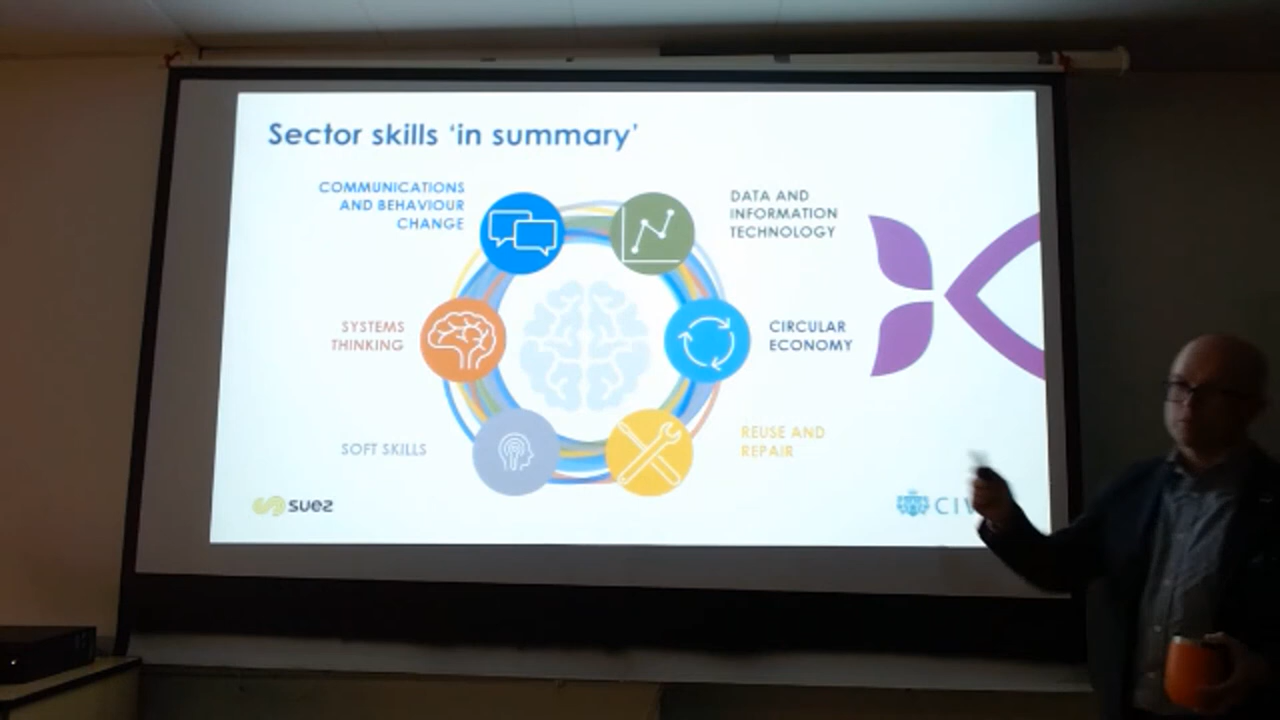 Sector skills ‘in summary’
COMMUNICATIONS
AND BEHAVIOUR
CHANGE
DATA AND
INFORMATION
TECHNOLOGY
SYSTEMS
THINKING
CIRCULAR
ECONOMY
SOFT SKILLS
REUSE AND
REPAIR
suez